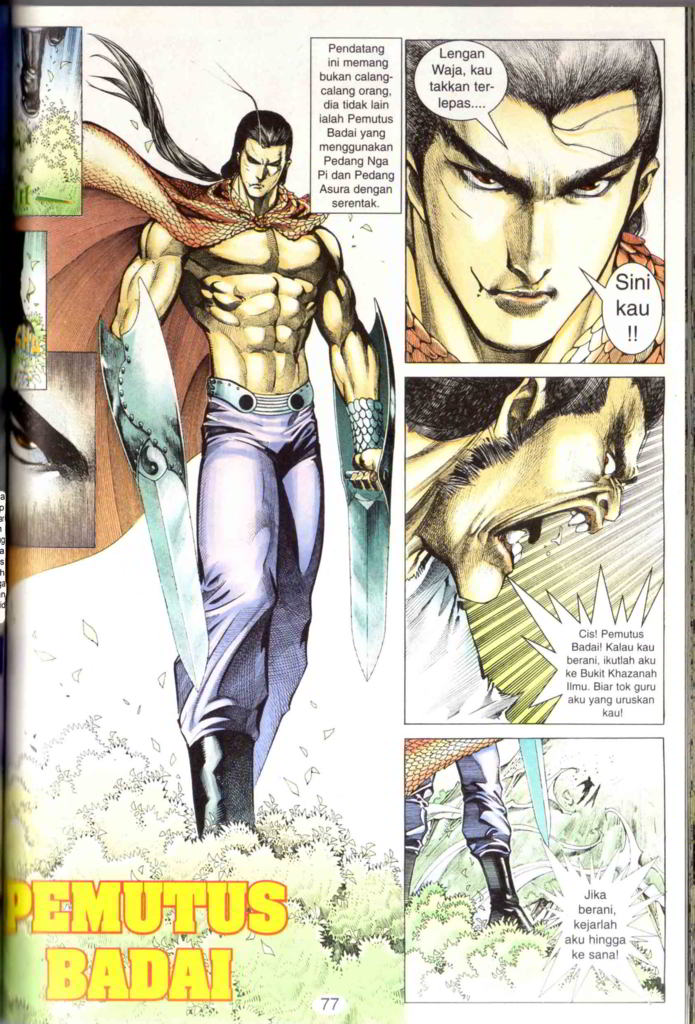 Pendatang
ini memang
bukan calang-
calang orang,
dia tidak lain
ialah Pemutus
Badai yang
menggunakan
Pedang Nga
Pi dan Pedang
Asura dengan
serentak.
Lengan
Waja, kau
takkan ter-
lepas....
Sini
kau
!!
Cis! Pemutus
Badai! Kalau kau
berani, ikutlah aku
ke Bukit Khazanah
Ilmu. Biar tok guru
aku yang uruskan
kau!
Jika
berani,
kejarlah
aku hingga
ke sana!
PEMUTUS
BADAI
77